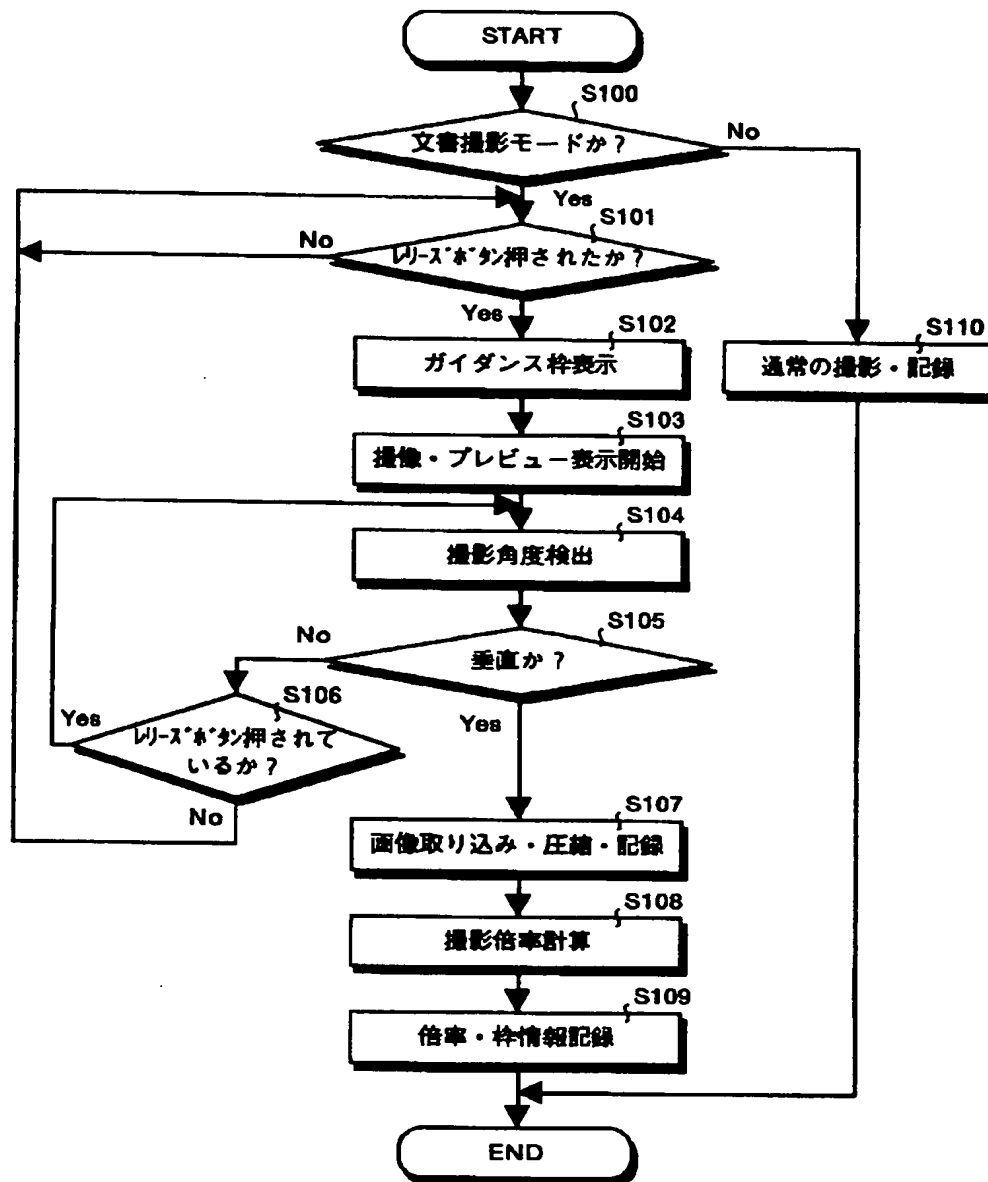 START
S100
文書撮影モードか？
No
Yes
S101
No
ﾚﾘｰｽﾞﾎﾞﾀﾝ押されたか？
Yes
S102
ガイダンス枠表示
S110
通常の撮影・記録
S103
撮像・プレビュー表示開始
S104
撮影角度検出
S105
No
垂直か？
S106
Yes
ﾚﾘｰｽﾞﾎﾞﾀﾝ押されて
いるか？
No
Yes
S107
画像取り込み・圧縮・記録
S108
撮影倍率計算
S109
倍率・枠情報記録
END